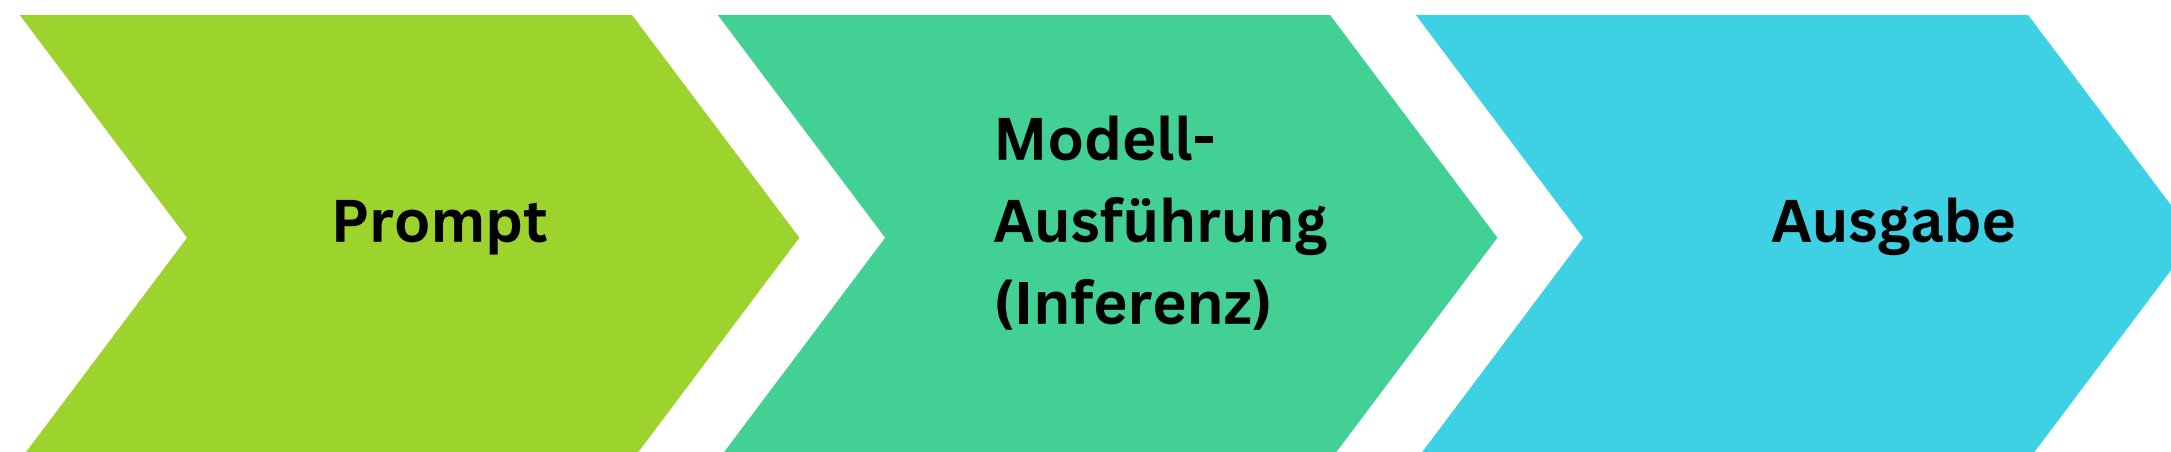 Prompt
Modell-
Ausführung
(Inferenz)
Ausgabe